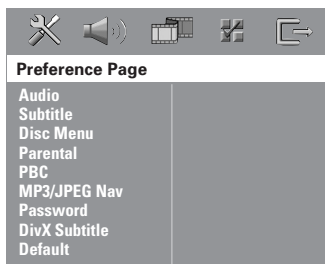 Preference Page
Audio
Subtitle
Disc Menu
Parental
PBC
MP3/JPEG Nav
Password
DivX Subtitle
Default